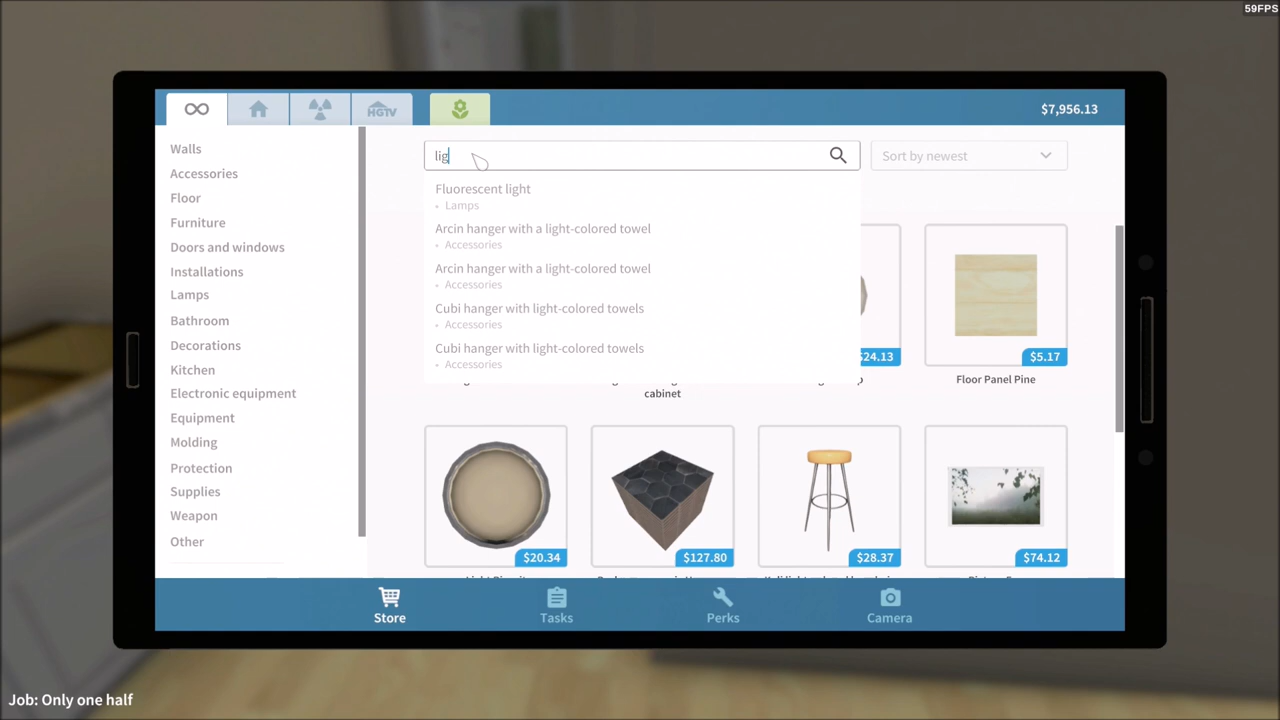 59FPS
HGTV
$7,956.13
Walls
Accessories
Floor
Furniture
Doors and windows
Installations
Lamps
Bathroom
Decorations
Kitchen
Electronic equipment
Equipment
Molding
Protection
Supplies
Weapon
Other
lig
Sort by newest
Fluorescent light
• Lamps
Arcin hanger with a light-colored towel
• Accessories
Arcin hanger with a light-colored towel
• Accessories
Cubi hanger with light-colored towels
• Accessories
Cubi hanger with light-colored towels
• Accessories
$24.13
$5.17
cabinet
Floor Panel Pine
$20.34
$127.80
$28.37
$74.12
Store
Tasks
Perks
Camera
Job: Only one half